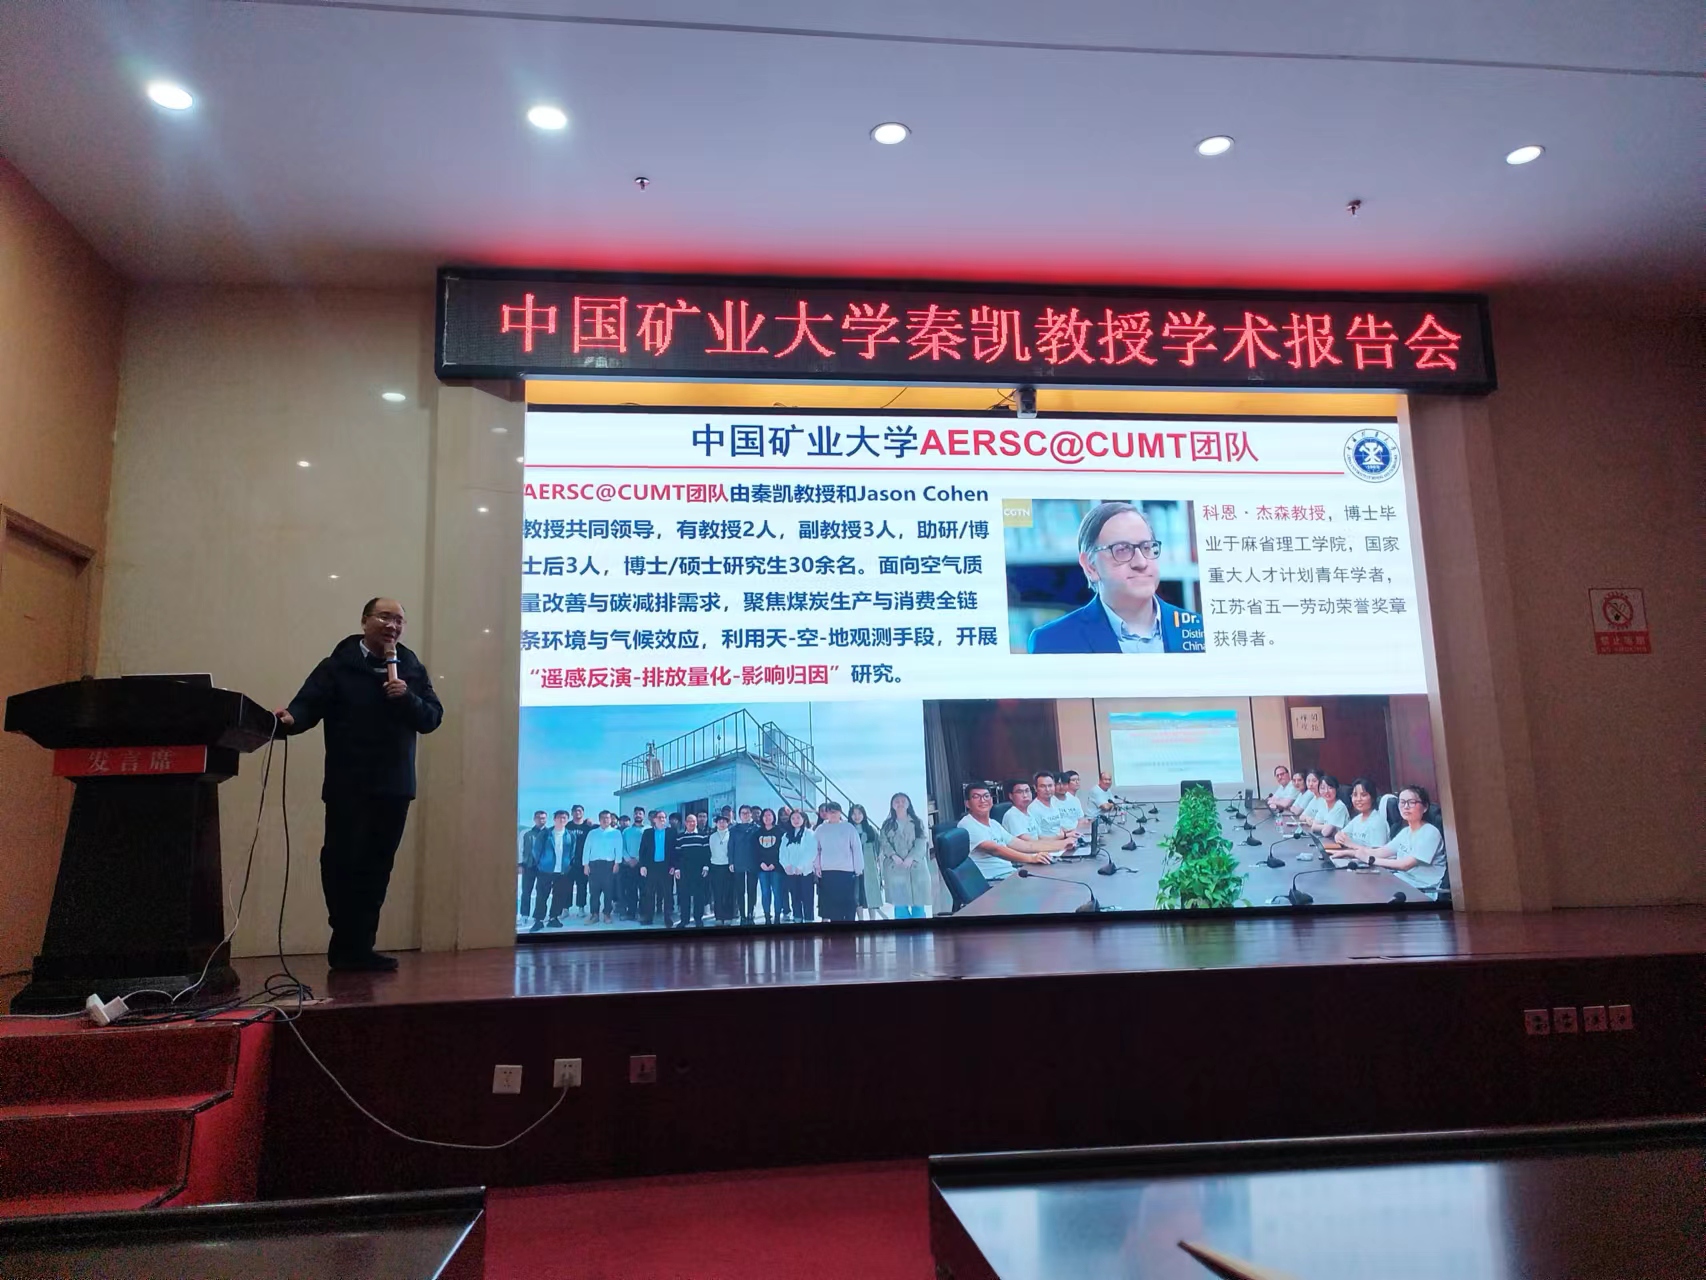 中国矿业大学秦凯教授学术报告会
中国矿业大学AERSC@CUMT团队
AERSC@CUMT团队由秦凯教授和Jason Cohen
教授共同领导，有教授2人，副教授3人，助研/博
士后3人，博士/硕士研究生30余名。面向空气质
量改善与碳减排需求，聚焦煤炭生产与消费全链
条环境与气候效应，利用天-空-地观测手段，开展
“遥感反演-排放量化-影响归因”研究。
CGTN
Dr.
Distin
China
科恩·杰森教授，博士毕
业于麻省理工学院，国家
重大人才计划青年学者，
江苏省五一劳动荣誉奖章
获得者。
发言席
禁止吸烟